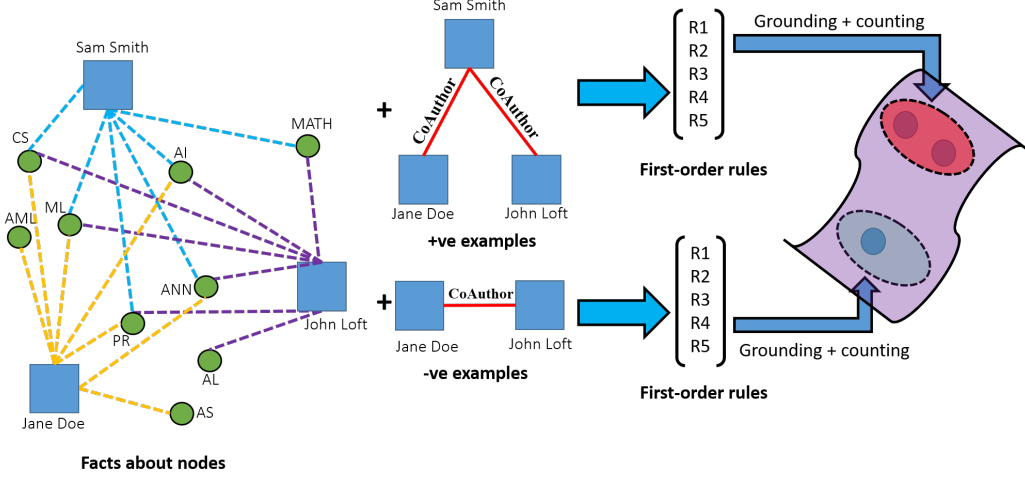 Sam Smith
CS
AI
MATH
AML
ML
ANN
John Loft
PR
AL
AS
Jane Doe
Facts about nodes
+
Sam Smith
CoAuthor
CoAuthor
Jane Doe
John Loft
+ve examples
+
CoAuthor
Jane Doe
John Loft
-ve examples
R1
R2
R3
R4
R5
First-order rules
R1
R2
R3
R4
R5
First-order rules
Grounding + counting
Grounding + counting